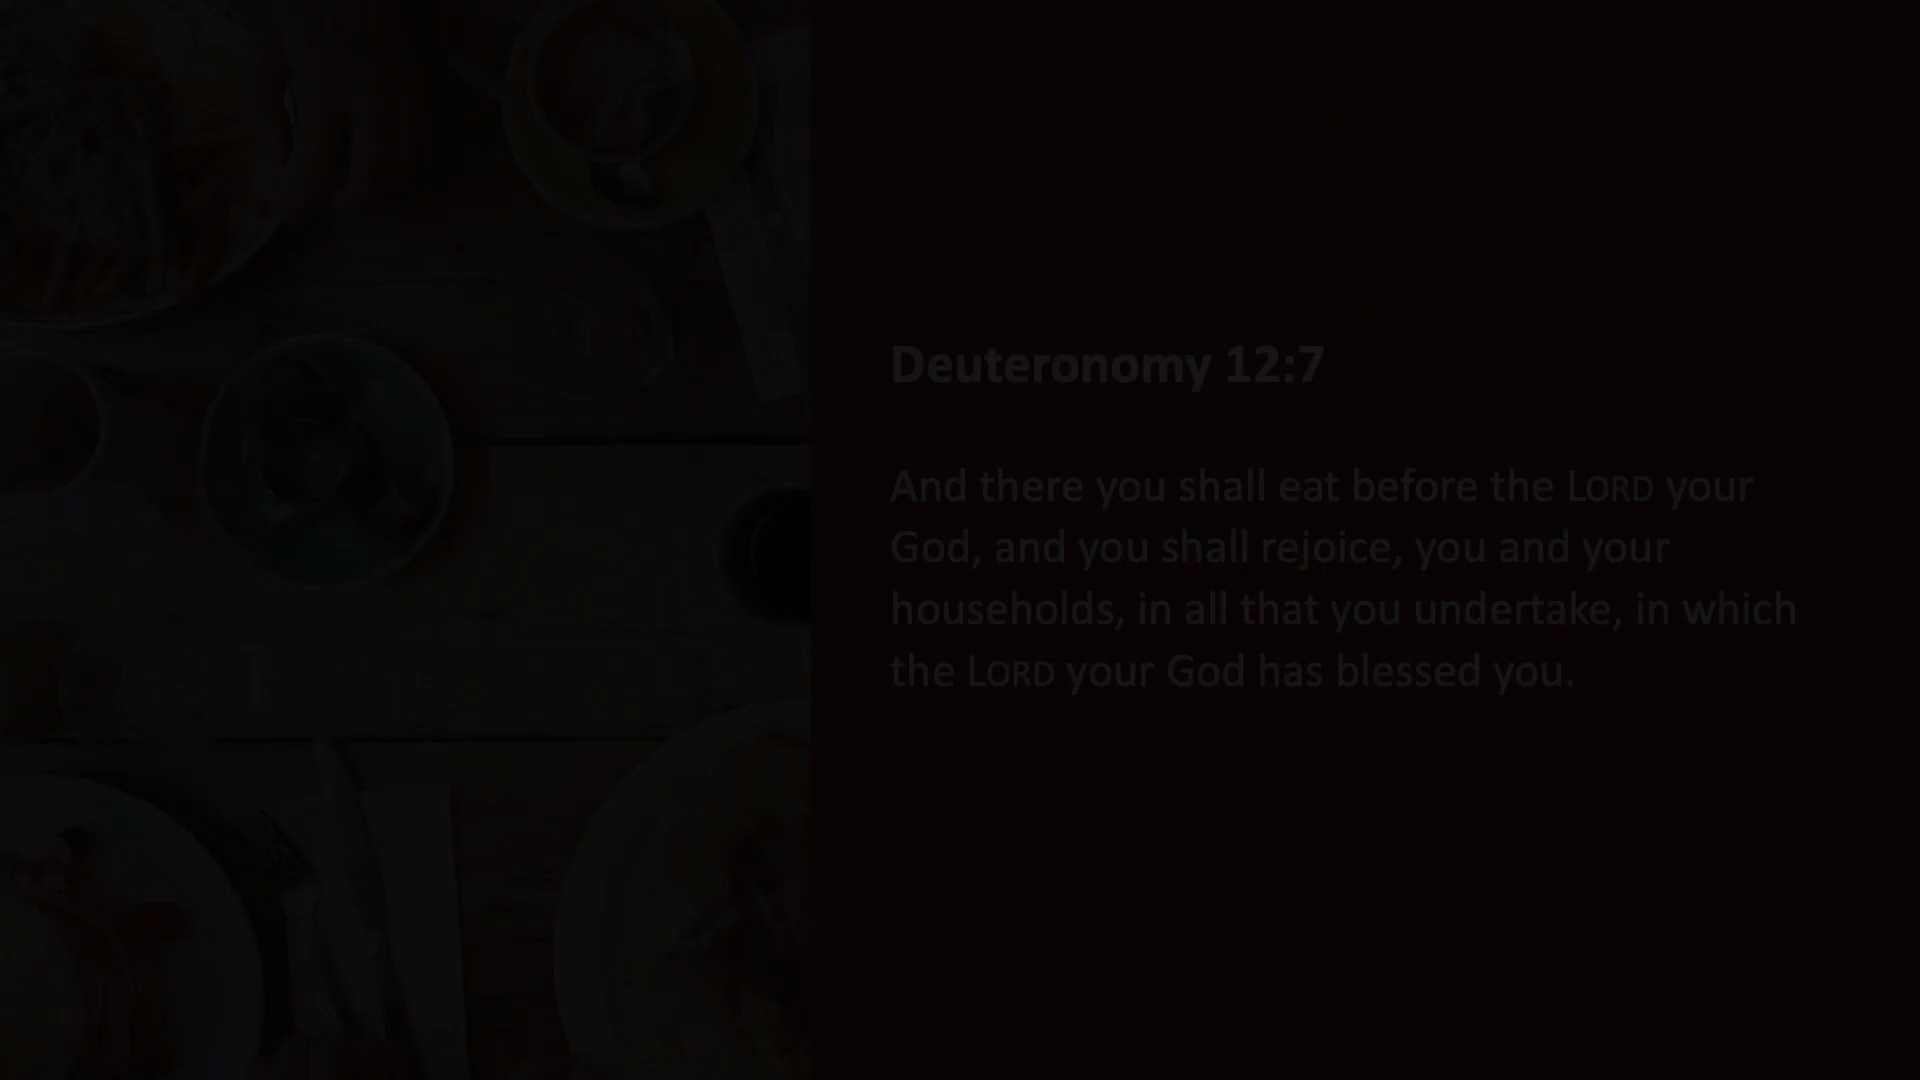 Deuteronomy 12:7
And there you shall eat before the LORD your
God, and you shall rejoice, you and your
households, in all that you undertake, in which
the LORD your God has blessed you.